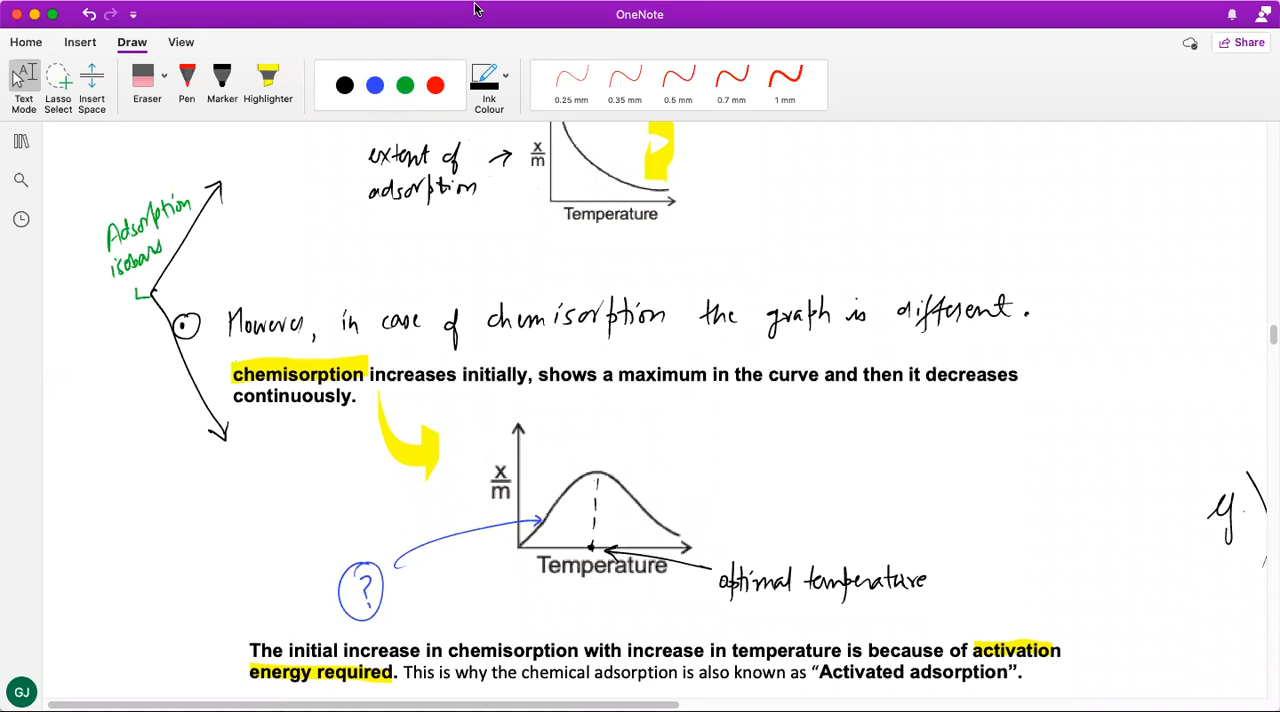 OneNote
Home Insert Draw View
Share
Text Mode
Lasso Select
Insert Space
Eraser
Pen
Marker
Highlighter
Ink Colour
0.25 mm
0.35 mm
0.5 mm
0.7 mm
1 mm
extent of
adsorption
x
m
Temperature
Adsorption
isobars
However, in case of chemisorption the graph is different.
chemisorption increases initially, shows a maximum in the curve and then it decreases
continuously.
x
m
Temperature
optimal temperature
?
y.
The initial increase in chemisorption with increase in temperature is because of activation
energy required. This is why the chemical adsorption is also known as “Activated adsorption”.
GJ